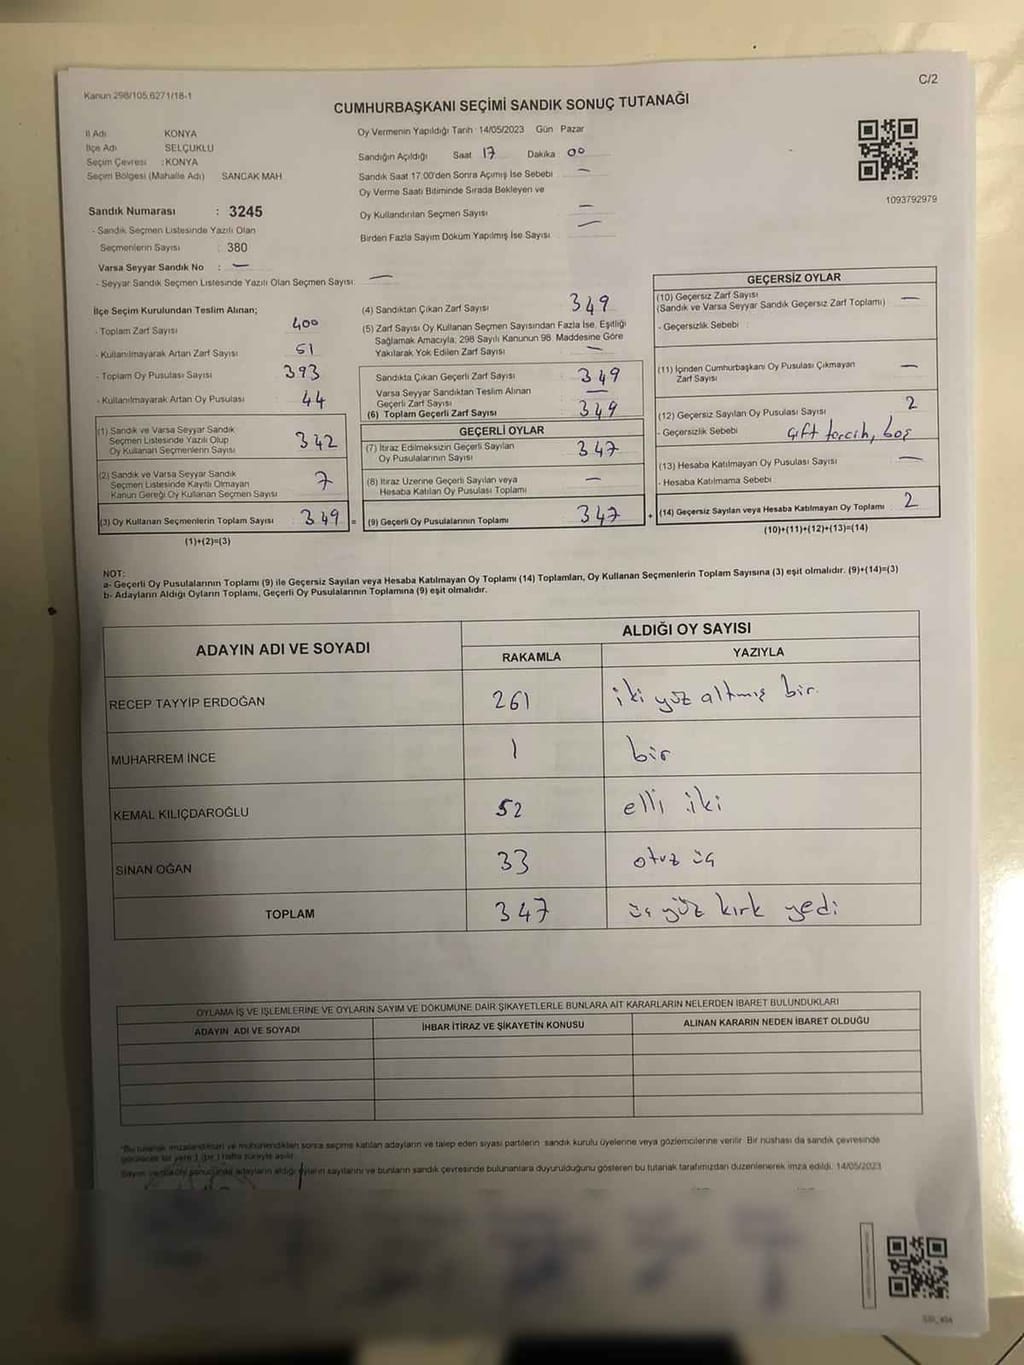 Kanun 298/105,6271/18-1
C/2
CUMHURBAŞKANI SEÇİMİ SANDIK SONUÇ TUTANAĞI
İl Adı KONYA
İlçe Adı SELÇUKLU
Seçim Çevresi : KONYA
Seçim Bölgesi (Mahalle Adı) SANCAK MAH
Oy Vermenin Yapıldığı Tarih : 14/05/2023 Gün Pazar
Sandığın Açıldığı Saat 17 Dakika 00
Sandık Saat 17.00'den Sonra Açımış İse Sebebi —
Oy Verme Saati Bitiminde Sırada Bekleyen ve
Oy Kullandırılan Seçmen Sayısı —
Birden Fazla Sayım Döküm Yapılmış İse Sayısı —
1093792979
Sandık Numarası : 3245
- Sandık Seçmen Listesinde Yazılı Olan
Seçmenlerin Sayısı : 380
Varsa Seyyar Sandık No : —
- Seyyar Sandık Seçmen Listesinde Yazılı Olan Seçmen Sayısı: —
İlçe Seçim Kurulundan Teslim Alınan;
- Toplam Zarf Sayısı 400
- Kullanılmayarak Artan Zarf Sayısı 51
- Toplam Oy Pusulası Sayısı 393
- Kullanılmayarak Artan Oy Pusulası 44
(1) Sandık ve Varsa Seyyar Sandık
Seçmen Listesinde Yazılı Olup
Oy Kullanan Seçmenlerin Sayısı 342
(2) Sandık ve Varsa Seyyar Sandık
Seçmen Listesinde Kayıtlı Olmayan
Kanun Gereği Oy Kullanan Seçmen Sayısı 7
(3) Oy Kullanan Seçmenlerin Toplam Sayısı 349 =
(1)+(2)=(3)
(4) Sandıktan Çıkan Zarf Sayısı 349
(5) Zarf Sayısı Oy Kullanan Seçmen Sayısından Fazla İse, Eşitliği
Sağlamak Amacıyla, 298 Sayılı Kanunun 98. Maddesine Göre
Yakılarak Yok Edilen Zarf Sayısı —
Sandıkta Çıkan Geçerli Zarf Sayısı 349
Varsa Seyyar Sandıktan Teslim Alınan
Geçerli Zarf Sayısı —
(6) Toplam Geçerli Zarf Sayısı 349
GEÇERLİ OYLAR
(7) İtiraz Edilmeksizin Geçerli Sayılan
Oy Pusulalarının Sayısı 347
(8) İtiraz Üzerine Geçerli Sayılan veya
Hesaba Katılan Oy Pusulası Toplamı —
(9) Geçerli Oy Pusulalarının Toplamı 347 +
GEÇERSİZ OYLAR
(10) Geçersiz Zarf Sayısı
(Sandık ve Varsa Seyyar Sandık Geçersiz Zarf Toplamı) —
- Geçersizlik Sebebi :
(11) İçinden Cumhurbaşkanı Oy Pusulası Çıkmayan
Zarf Sayısı —
(12) Geçersiz Sayılan Oy Pusulası Sayısı 2
- Geçersizlik Sebebi : çift tercih, boş
(13) Hesaba Katılmayan Oy Pusulası Sayısı —
- Hesaba Katılmama Sebebi :
(14) Geçersiz Sayılan veya Hesaba Katılmayan Oy Toplamı 2
(10)+(11)+(12)+(13)=(14)
NOT:
a- Geçerli Oy Pusulalarının Toplamı (9) ile Geçersiz Sayılan veya Hesaba Katılmayan Oy Toplamı (14) Toplamları, Oy Kullanan Seçmenlerin Toplam Sayısına (3) eşit olmalıdır. (9)+(14)=(3)
b- Adayların Aldığı Oyların Toplamı, Geçerli Oy Pusulalarının Toplamına (9) eşit olmalıdır.
ADAYIN ADI VE SOYADI
ALDIĞI OY SAYISI
RAKAMLA YAZIYLA
RECEP TAYYİP ERDOĞAN 261 iki yüz altmış bir.
MUHARREM İNCE 1 bir
KEMAL KILIÇDAROĞLU 52 elli iki
SİNAN OĞAN 33 otuz üç
TOPLAM 347 üç yüz kırk yedi
OYLAMA İŞ VE İŞLEMLERİNE VE OYLARIN SAYIM VE DÖKÜMÜNE DAİR ŞİKAYETLERLE BUNLARA AİT KARARLARIN NELERDEN İBARET BULUNDUKLARI
ADAYIN ADI VE SOYADI İHBAR İTİRAZ VE ŞİKAYETİN KONUSU ALINAN KARARIN NEDEN İBARET OLDUĞU
*Bu tutanak imzalandıktan ve mühürlendikten sonra seçime katılan adayların ve talep eden siyasi partilerin sandık kurulu üyelerine veya gözlemcilerine verilir. Bir nüshası da sandık çevresinde
görülecek bir yere 1 (bir) hafta süreyle asılır.
adayların aldığı oyların sayılarını ve bunların sandık çevresinde bulunanlara duyurulduğunu gösteren bu tutanak tarafımızdan düzenlenerek imza edildi. 14/05/2023